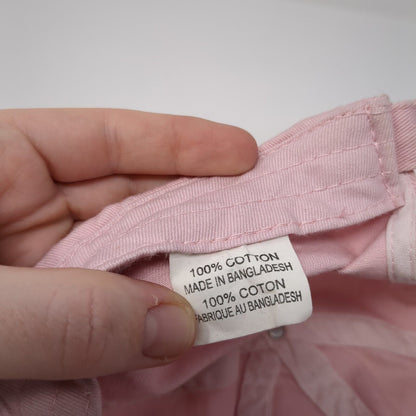 100% COTTON
MADE IN BANGLADESH
100% COTON
FABRIQUE AU BANGLADESH